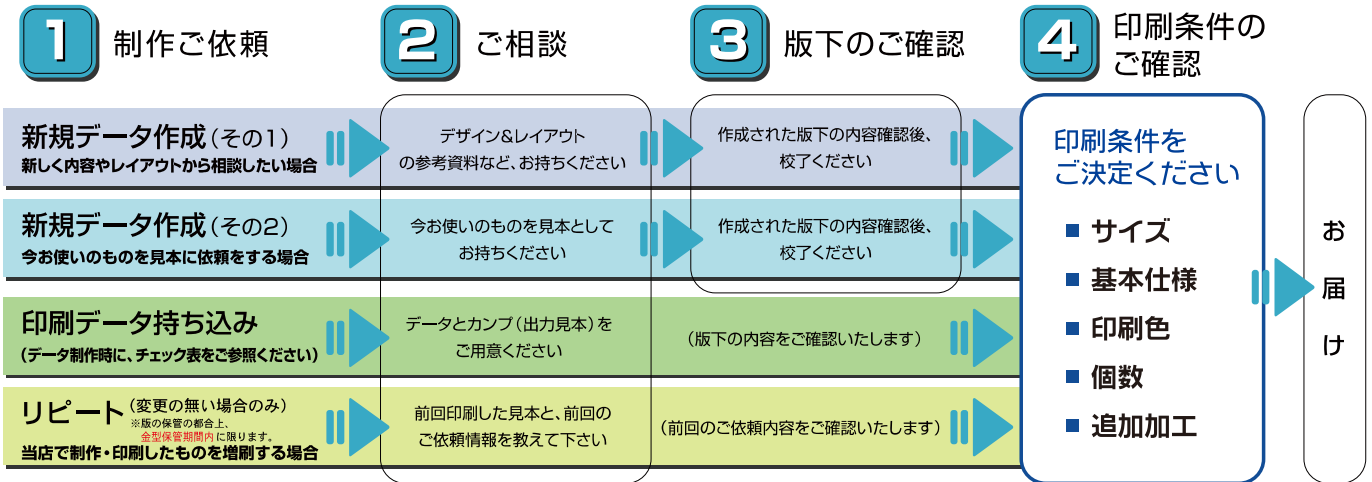 1 制作ご依頼
2 ご相談
3 版下のご確認
4 印刷条件の
ご確認
新規データ作成(その1)
新しく内容やレイアウトから相談したい場合
デザイン&レイアウト
の参考資料など、お持ちください
作成された版下の内容確認後、
校了ください
新規データ作成(その2)
今お使いのものを見本に依頼をする場合
今お使いのものを見本として
お持ちください
作成された版下の内容確認後、
校了ください
印刷データ持ち込み
(データ制作時に、チェック表をご参照ください)
データとカンプ(出力見本)を
ご用意ください
(版下の内容をご確認いたします)
リピート(変更の無い場合のみ)
※版の保管の都合上、
金型保管期間内に限ります。
当店で制作・印刷したものを増刷する場合
前回印刷した見本と、前回の
ご依頼情報を教えて下さい
(前回のご依頼内容をご確認いたします)
印刷条件を
ご決定ください
■ サイズ
■ 基本仕様
■ 印刷色
■ 個数
■ 追加加工
お届け